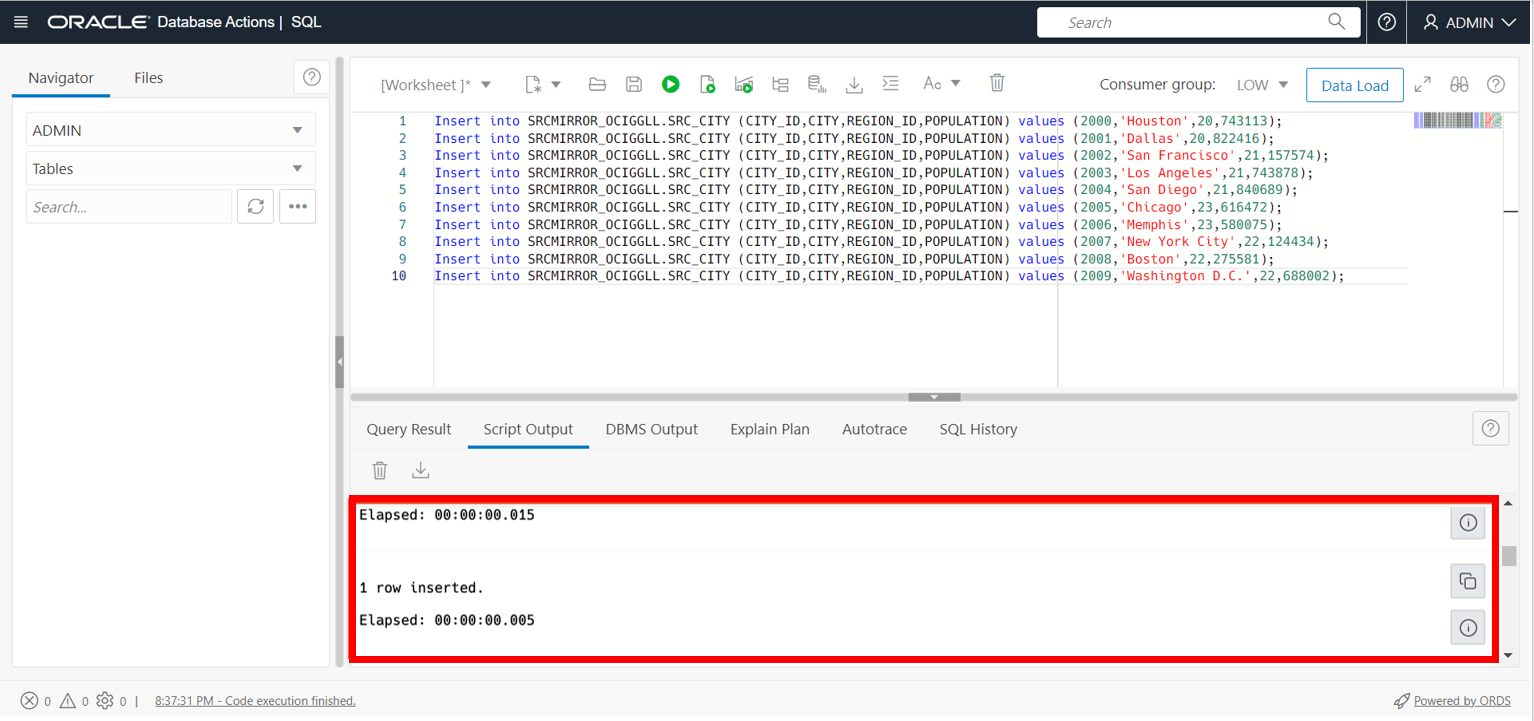 ORACLE Database Actions | SQL
Search
ADMIN
Navigator
Files
ADMIN
Tables
Search...
[Worksheet ]*
Aa
Consumer group: LOW
Data Load
1 Insert into SRCMIRROR_OCIGGLL.SRC_CITY (CITY_ID,CITY,REGION_ID,POPULATION) values (2000,'Houston',20,743113);
2 Insert into SRCMIRROR_OCIGGLL.SRC_CITY (CITY_ID,CITY,REGION_ID,POPULATION) values (2001,'Dallas',20,822416);
3 Insert into SRCMIRROR_OCIGGLL.SRC_CITY (CITY_ID,CITY,REGION_ID,POPULATION) values (2002,'San Francisco',21,157574);
4 Insert into SRCMIRROR_OCIGGLL.SRC_CITY (CITY_ID,CITY,REGION_ID,POPULATION) values (2003,'Los Angeles',21,743878);
5 Insert into SRCMIRROR_OCIGGLL.SRC_CITY (CITY_ID,CITY,REGION_ID,POPULATION) values (2004,'San Diego',21,840689);
6 Insert into SRCMIRROR_OCIGGLL.SRC_CITY (CITY_ID,CITY,REGION_ID,POPULATION) values (2005,'Chicago',23,616472);
7 Insert into SRCMIRROR_OCIGGLL.SRC_CITY (CITY_ID,CITY,REGION_ID,POPULATION) values (2006,'Memphis',23,580075);
8 Insert into SRCMIRROR_OCIGGLL.SRC_CITY (CITY_ID,CITY,REGION_ID,POPULATION) values (2007,'New York City',22,124434);
9 Insert into SRCMIRROR_OCIGGLL.SRC_CITY (CITY_ID,CITY,REGION_ID,POPULATION) values (2008,'Boston',22,275581);
10 Insert into SRCMIRROR_OCIGGLL.SRC_CITY (CITY_ID,CITY,REGION_ID,POPULATION) values (2009,'Washington D.C.',22,688002);
Query Result
Script Output
DBMS Output
Explain Plan
Autotrace
SQL History
Elapsed: 00:00:00.015
1 row inserted.
Elapsed: 00:00:00.005
0 0 0 | 8:37:31 PM - Code execution finished.
Powered by ORDS